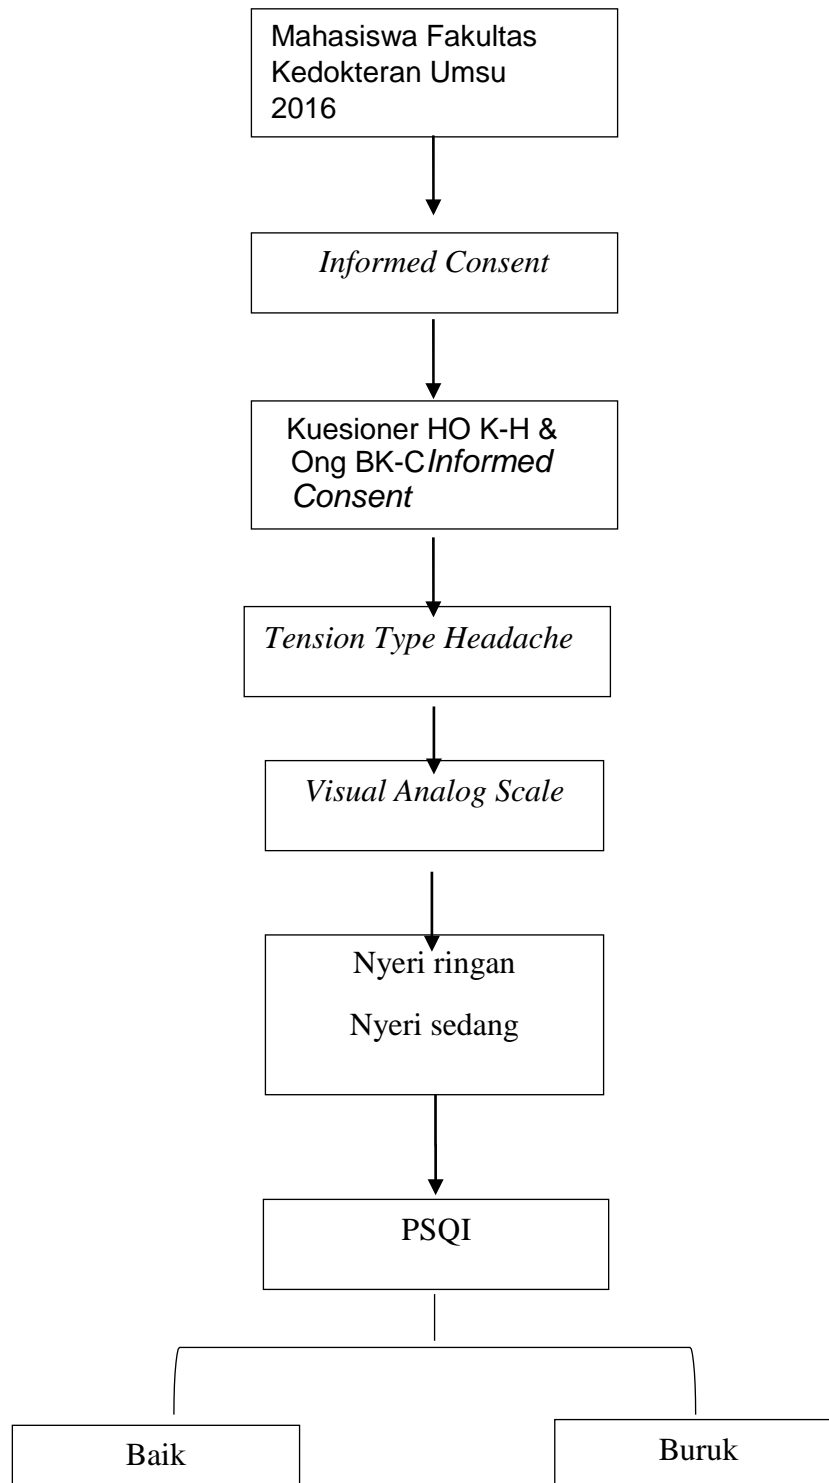 Mahasiswa Fakultas
Kedokteran Umsu
2016
Informed Consent
Kuesioner HO K-H &
Ong BK-CInformed
Consent
Tension Type Headache
Visual Analog Scale
Nyeri ringan
Nyeri sedang
PSQI
Baik
Buruk